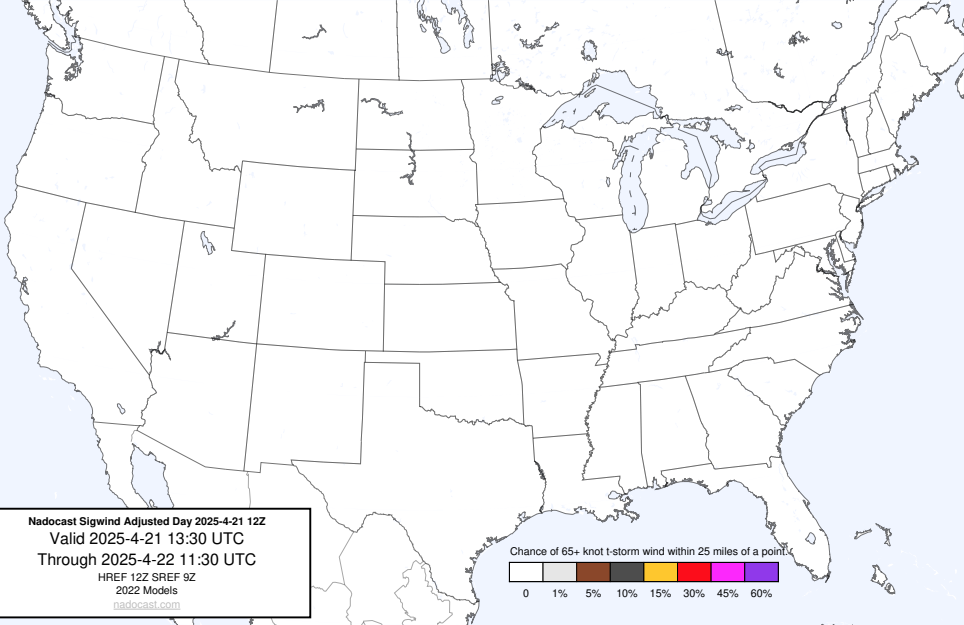 Nadocast Sigwind Adjusted Day 2025-4-21 12Z
Valid 2025-4-21 13:30 UTC
Through 2025-4-22 11:30 UTC
HREF 12Z SREF 9Z
2022 Models
nadocast.com
Chance of 65+ knot t-storm wind within 25 miles of a point.
0 1% 5% 10% 15% 30% 45% 60%